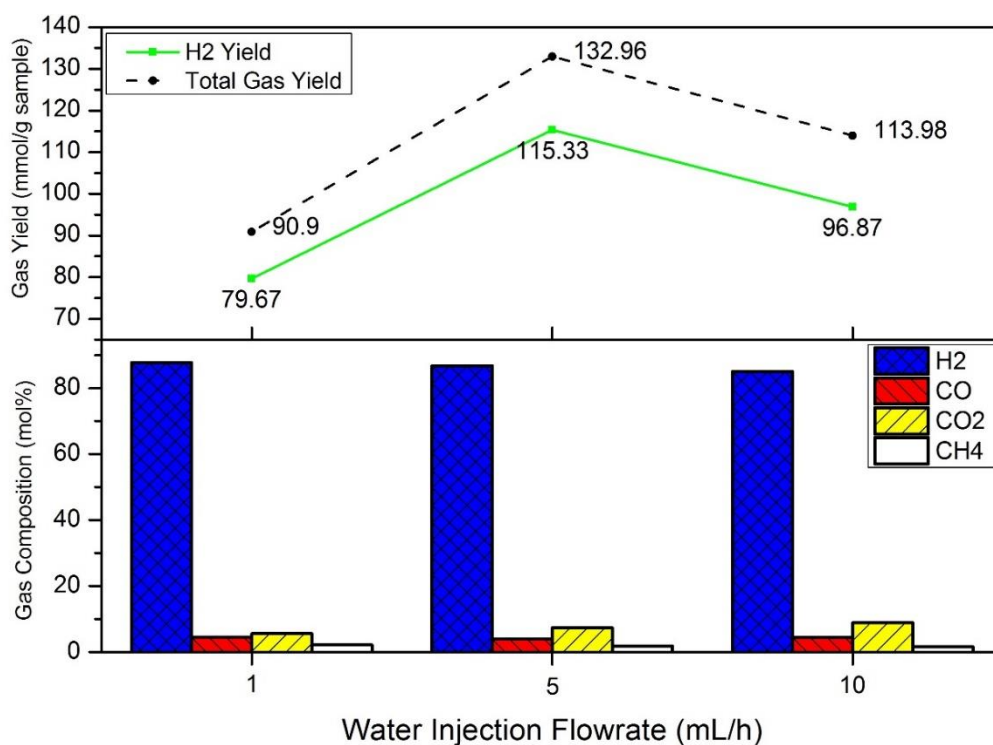 140
130
120
110
100
90
80
70
Gas Yield (mmol/g sample)
H2 Yield
Total Gas Yield
132.96
113.98
115.33
90.9
96.87
79.67
80
60
40
20
0
Gas Composition (mol%)
H2
CO
CO2
CH4
1
5
10
Water Injection Flowrate (mL/h)